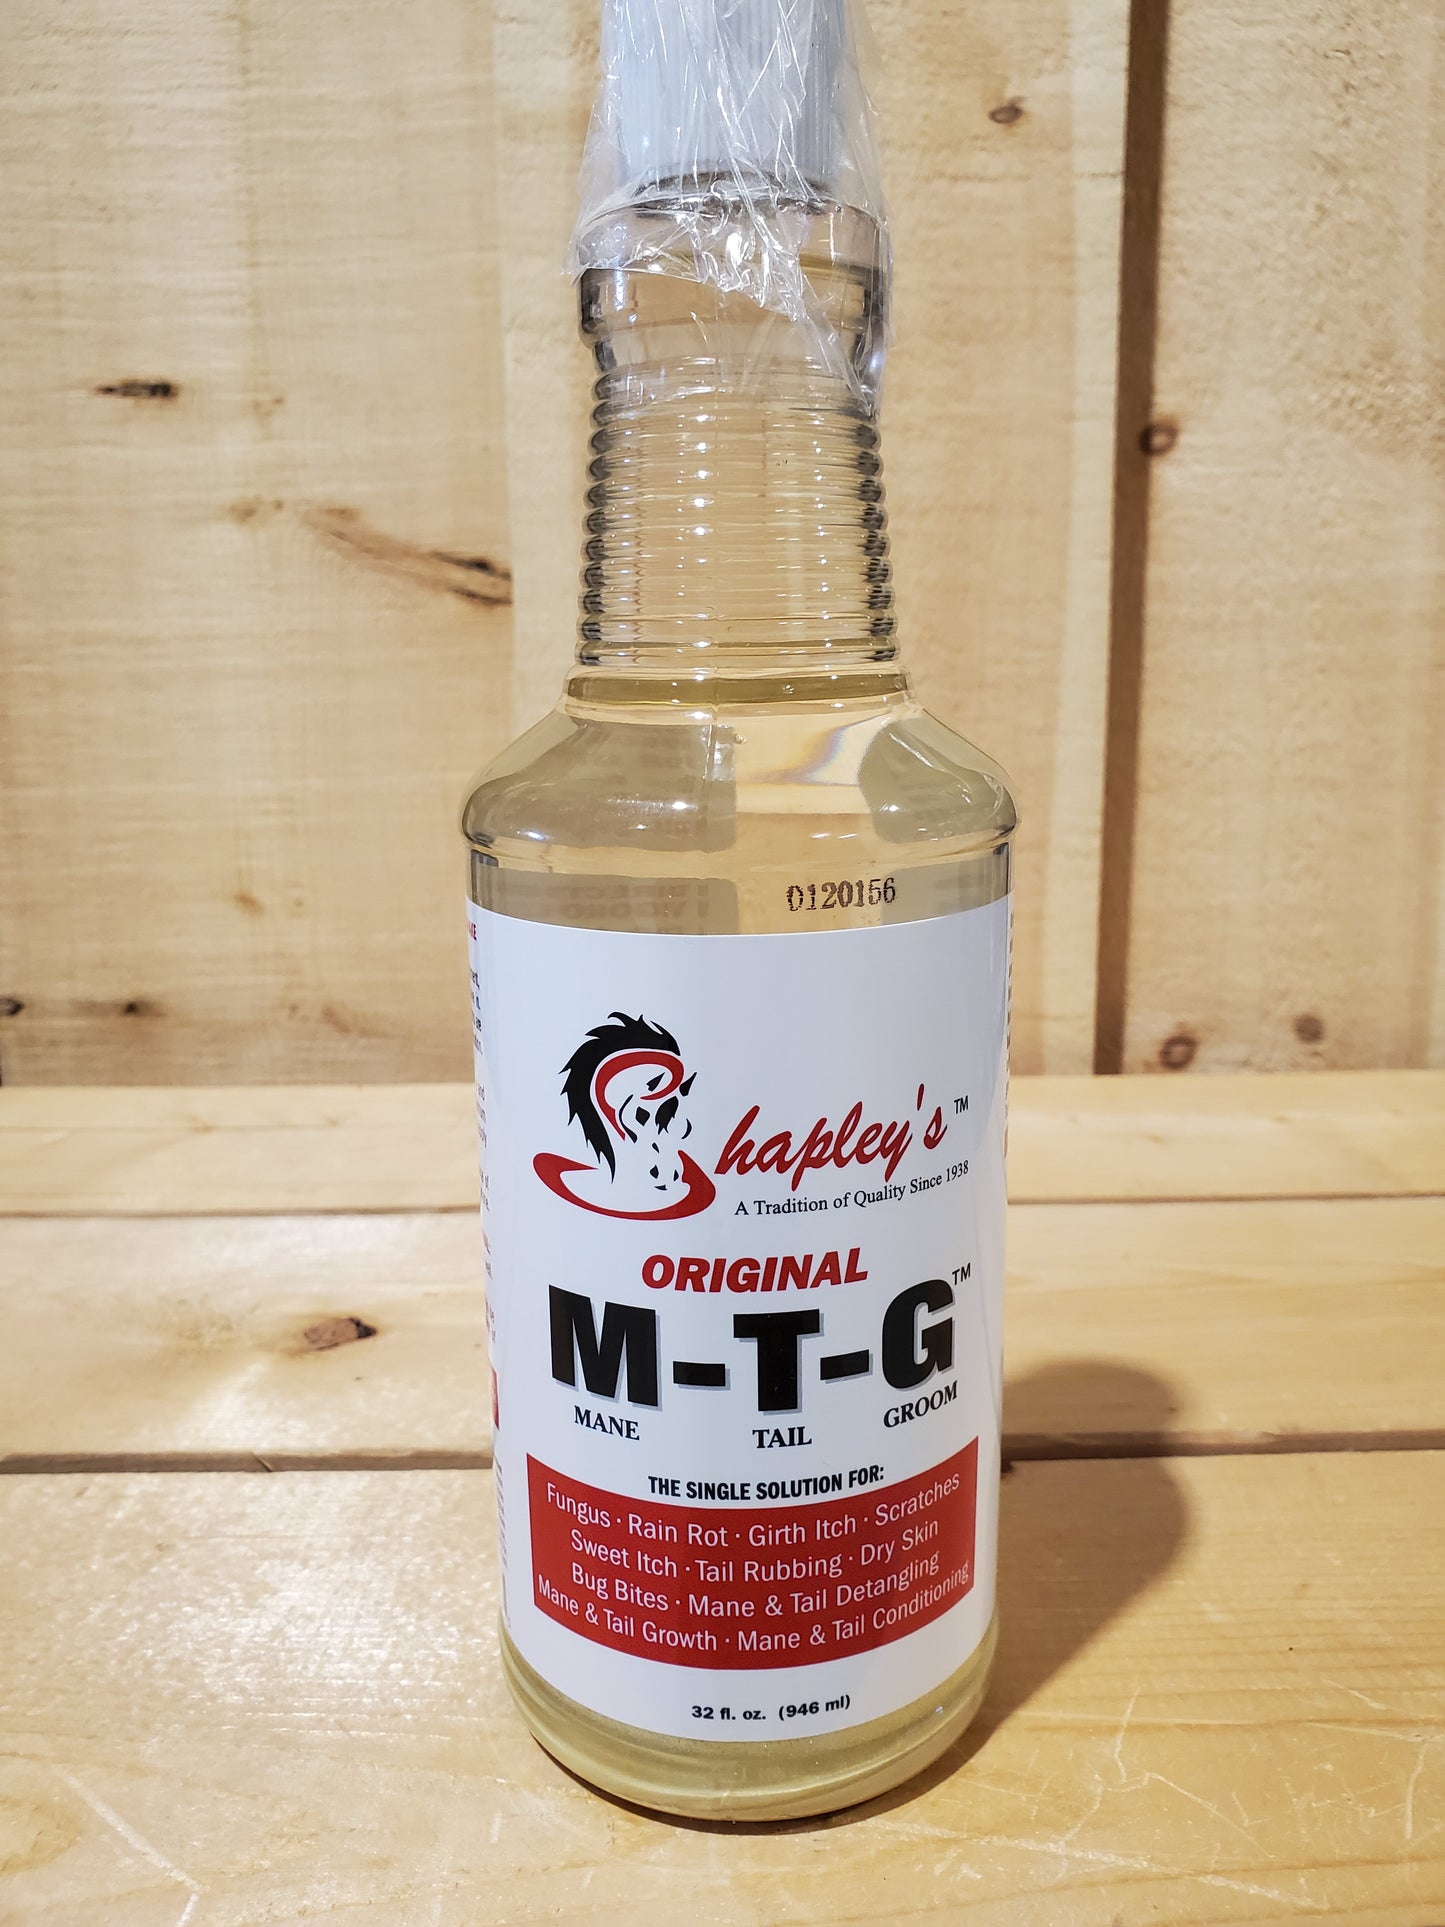 0120156
Shapley's™
A Tradition of Quality Since 1938
ORIGINAL
M-T-G™
MANE TAIL GROOM
THE SINGLE SOLUTION FOR:
Fungus · Rain Rot · Girth Itch · Scratches
Sweet Itch · Tail Rubbing · Dry Skin
Bug Bites · Mane & Tail Detangling
Mane & Tail Growth · Mane & Tail Conditioning
32 fl. oz. (946 ml)